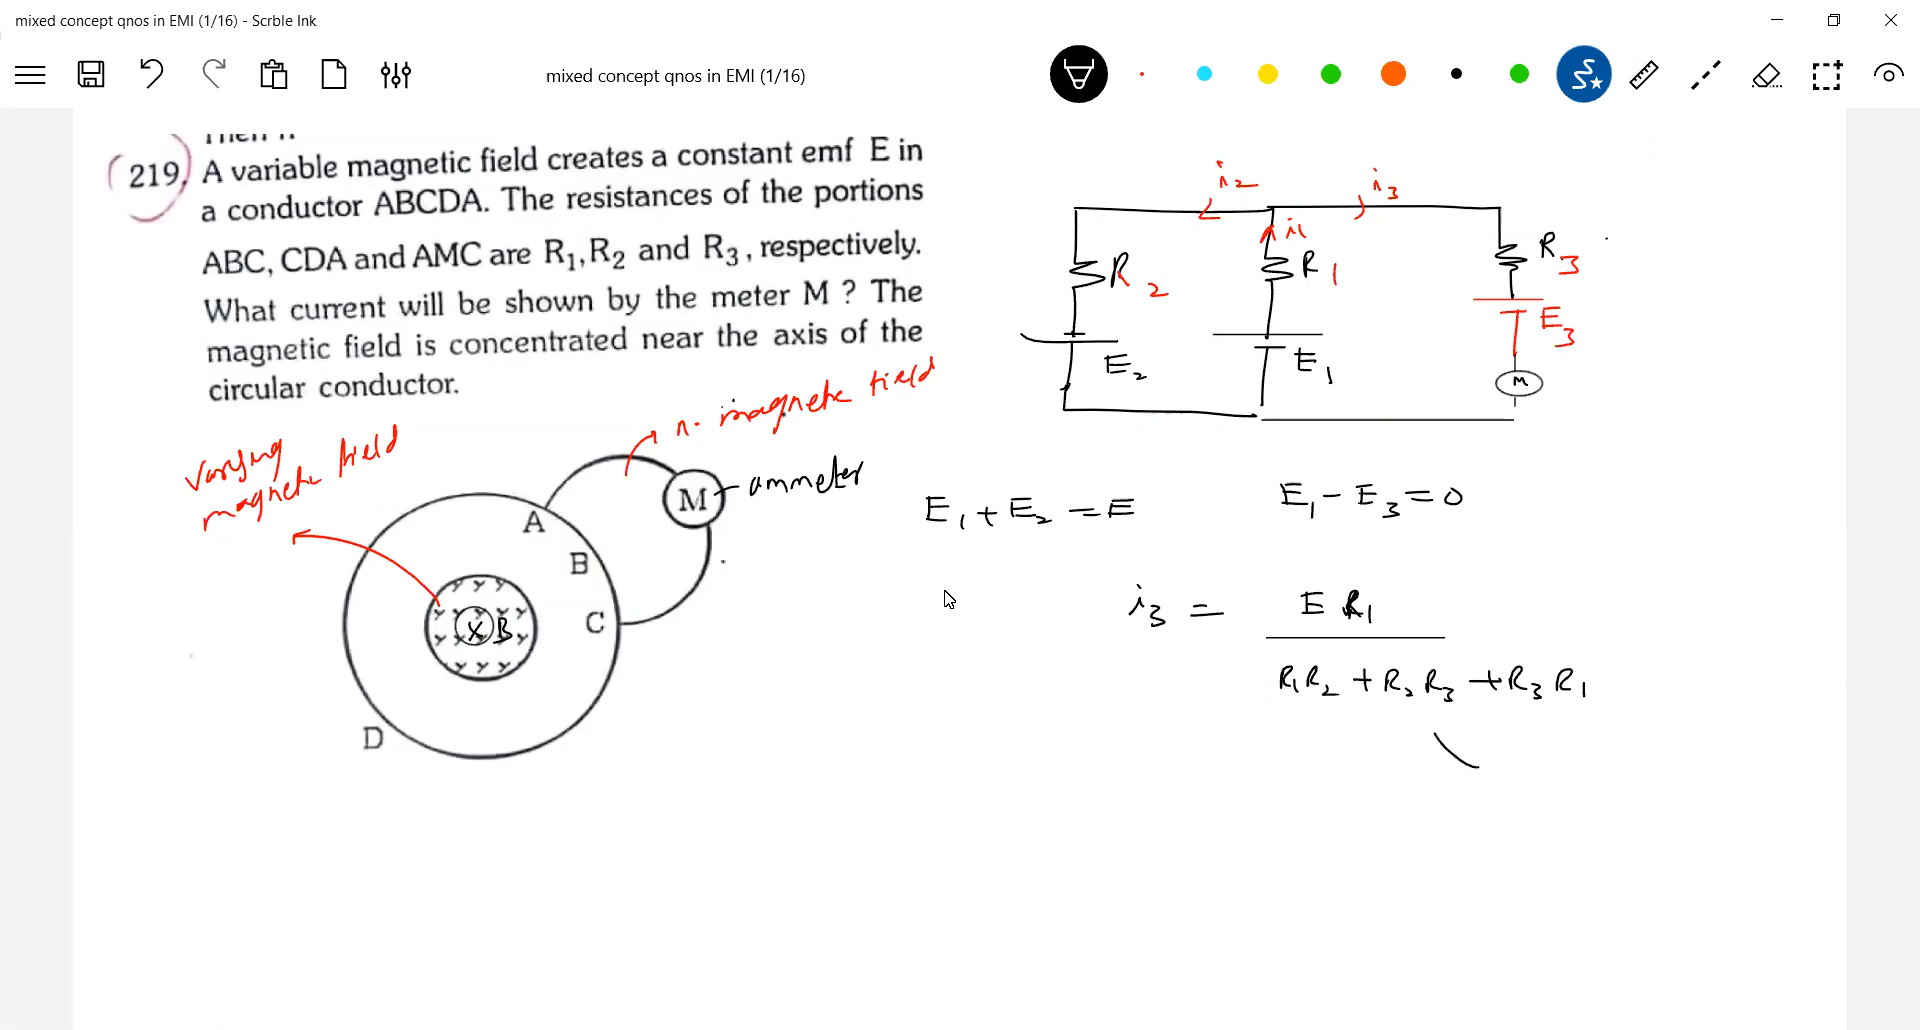 mixed concept qnos in EMI (1/16) - Scrble Ink
mixed concept qnos in EMI (1/16)
219. A variable magnetic field creates a constant emf E in
a conductor ABCDA. The resistances of the portions
ABC, CDA and AMC are R₁, R₂ and R₃, respectively.
What current will be shown by the meter M ? The
magnetic field is concentrated near the axis of the
circular conductor.
varying
magnetic field
magnetic field
M
ammeter
A
B
C
D
X B
i₂
i₃
i₁
R₂
R₁
R₃
E₂
E₁
E₃
M
E₁ + E₂ = E
E₁ - E₃ = 0
i₃ = E R₁
R₁R₂ + R₂R₃ + R₃R₁